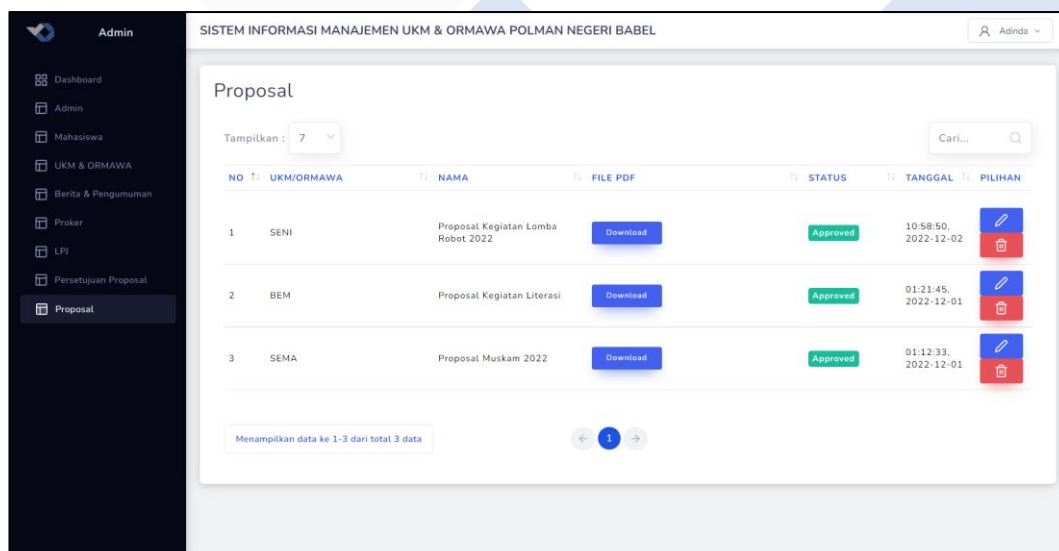 Admin
SISTEM INFORMASI MANAJEMEN UKM & ORMAWA POLMAN NEGERI BABEL
Adinda
Dashboard
Admin
Mahasiswa
UKM & ORMAWA
Berita & Pengumuman
Proker
LPJ
Persetujuan Proposal
Proposal
Proposal
Tampilkan : 7
Cari...
NO UKM/ORMAWA NAMA FILE PDF STATUS TANGGAL PILIHAN
1 SENI Proposal Kegiatan Lomba Download Approved 10:58:50,
Robot 2022 2022-12-02
2 BEM Proposal Kegiatan Literasi Download Approved 01:21:45,
2022-12-01
3 SEMA Proposal Muskam 2022 Download Approved 01:12:33,
2022-12-01
Menampilkan data ke 1-3 dari total 3 data
1